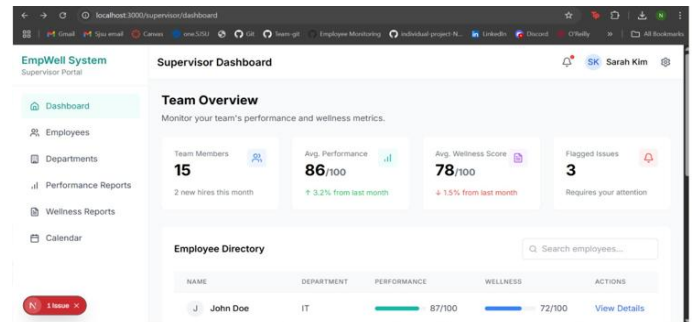 localhost:3000/supervisor/dashboard
N
Gmail Sjsu email Canvas one.SJSU Git Team-git Employee Monitoring individual-project-N... LinkedIn Discord O'Reilly » All Bookmarks
EmpWell System
Supervisor Portal
Supervisor Dashboard
SK Sarah Kim
Dashboard
Employees
Departments
Performance Reports
Wellness Reports
Calendar
N 1 Issue ×
Team Overview
Monitor your team's performance and wellness metrics.
Team Members
15
2 new hires this month
Avg. Performance
86/100
↑ 3.2% from last month
Avg. Wellness Score
78/100
↓ 1.5% from last month
Flagged Issues
3
Requires your attention
Employee Directory
Search employees...
NAME DEPARTMENT PERFORMANCE WELLNESS ACTIONS
J John Doe IT 87/100 72/100 View Details